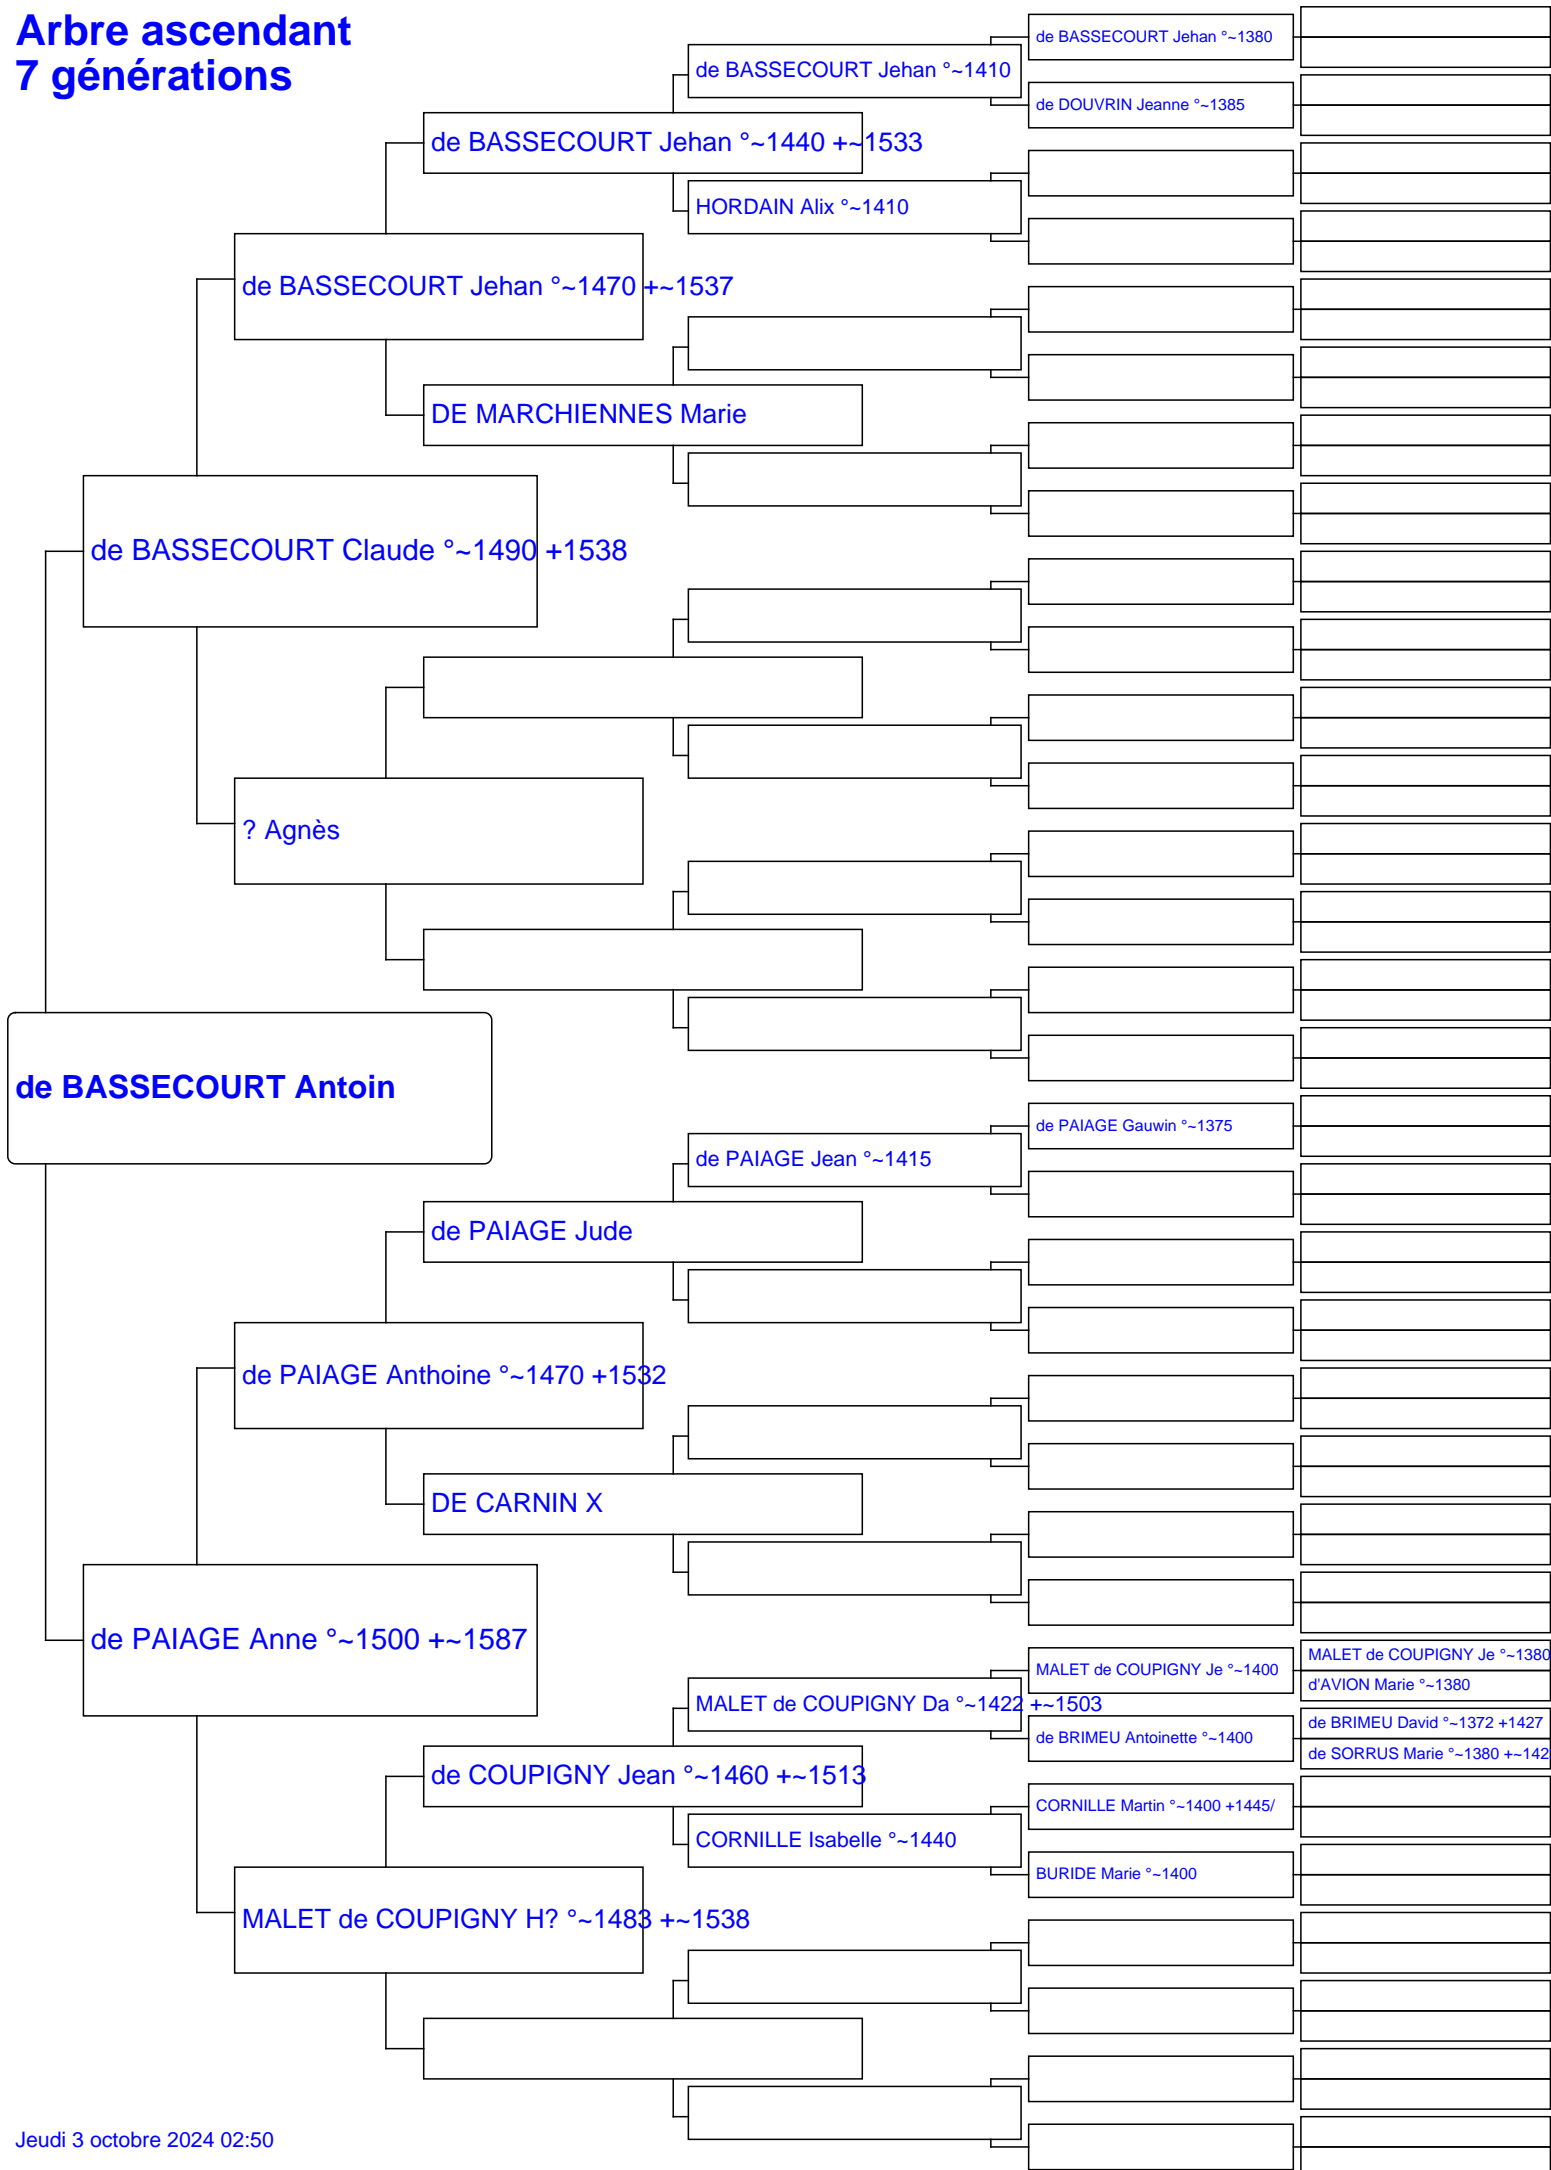 Arbre ascendant
7 générations
de BASSECOURT Jehan °~1380
de BASSECOURT Jehan °~1410
de DOUVRIN Jeanne °~1385
de BASSECOURT Jehan °~1440 +~1533
HORDAIN Alix °~1410
de BASSECOURT Jehan °~1470 +~1537
DE MARCHIENNES Marie
de BASSECOURT Claude °~1490 +1538
? Agnès
de BASSECOURT Antoin
de PAIAGE Gauwin °~1375
de PAIAGE Jean °~1415
de PAIAGE Jude
de PAIAGE Anthoine °~1470 +1532
DE CARNIN X
de PAIAGE Anne °~1500 +~1587
MALET de COUPIGNY Je °~1380
MALET de COUPIGNY Je °~1400
d'AVION Marie °~1380
MALET de COUPIGNY Da °~1422 +~1503
de BRIMEU David °~1372 +1427
de BRIMEU Antoinette °~1400
de SORRUS Marie °~1380 +~142
de COUPIGNY Jean °~1460 +~1513
CORNILLE Martin °~1400 +1445/
CORNILLE Isabelle °~1440
BURIDE Marie °~1400
MALET de COUPIGNY H? °~1483 +~1538
Jeudi 3 octobre 2024 02:50